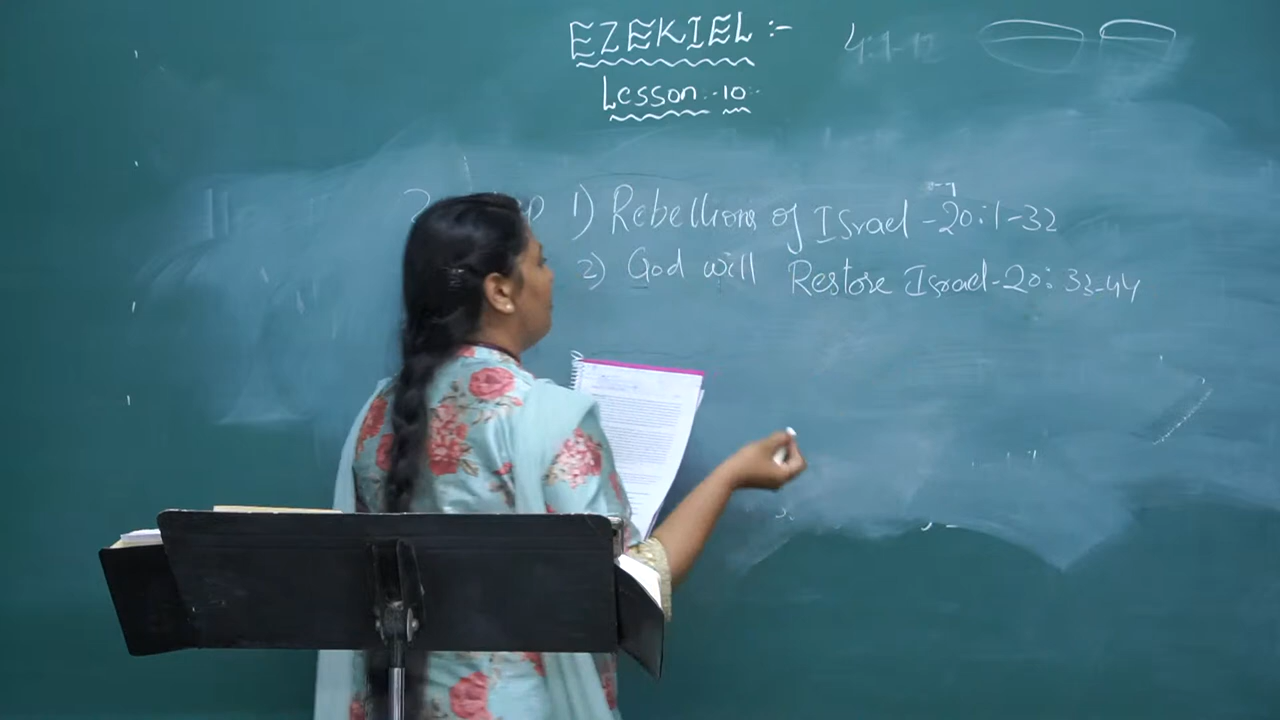 EZEKIEL :-
4:1-12
Lesson :- 10 :-
1) Rebellions of Israel - 20:1-32
2) God will Restore Israel - 20: 33-44